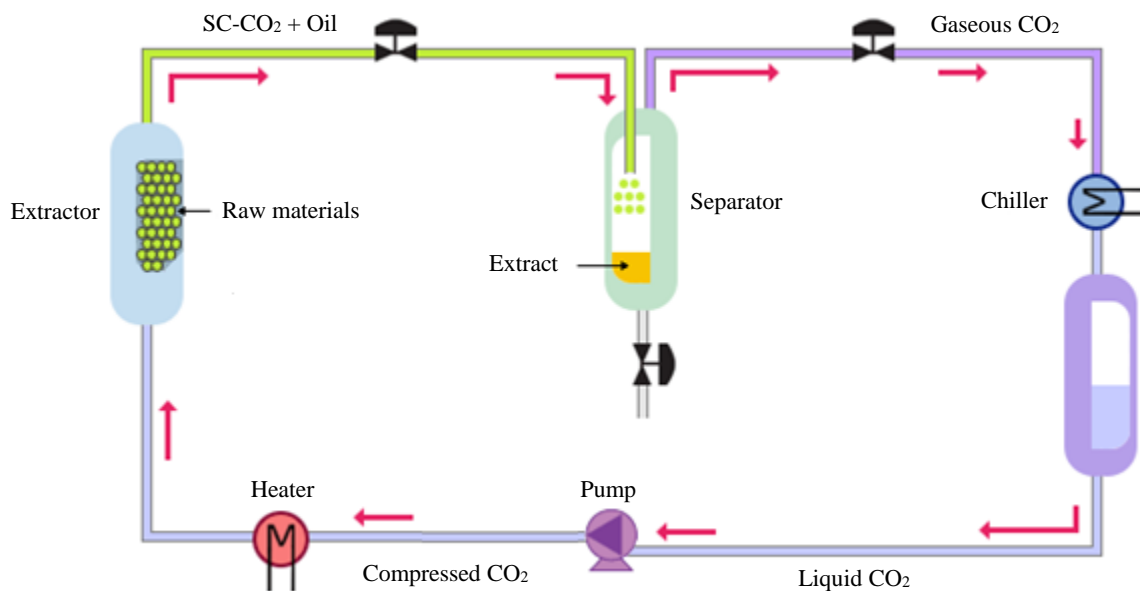 SC-CO₂ + Oil
Gaseous CO₂
Extractor
Raw materials
Separator
Chiller
Extract
Heater
Pump
Compressed CO₂
Liquid CO₂